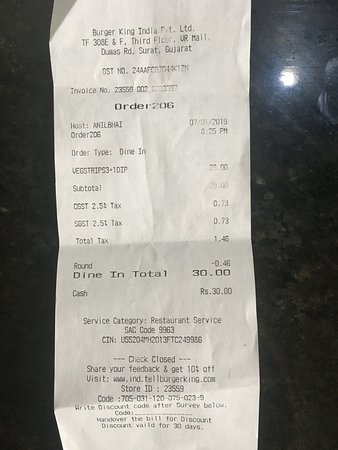 Burger King India Pvt. Ltd.
TF 308E & F, Third Floor, VR Mall,
Dumas Rd, Surat, Gujarat
GST NO.
Invoice No. 23559 002
Order206
Host: ANILBHAI 07/01/2019
Order206 8:25 PM
Order Type: Dine In
VEGSTRIPS3+1DIP 29.00
Subtotal 29.00
CGST 2.5% Tax 0.73
SGST 2.5% Tax 0.73
Total Tax 1.46
Round -0.46
Dine In Total 30.00
Cash Rs.30.00
Service Category: Restaurant Service
SAC Code 9963
CIN: U55204MH2013FTC249986
--- Check Closed ---
Share your feedback & get 10% off
Visit: www.ind.tellburgerking.com
Store ID : 23559
Code :705-031-120-075-023-9
Write Discount code after Survey below.
Code:_______________
Handover the bill for Discount
Discount vaild for 30 days.